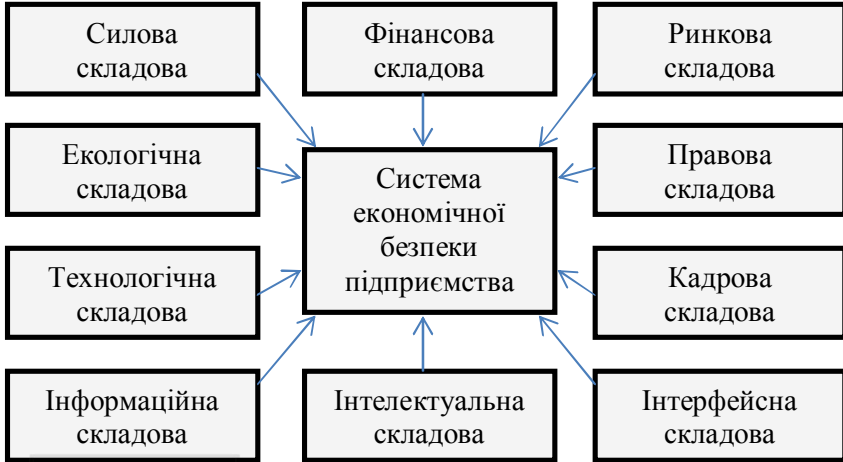 Силова
складова
Фінансова
складова
Ринкова
складова
Екологічна
складова
Система
економічної
безпеки
підприємства
Правова
складова
Технологічна
складова
Кадрова
складова
Інформаційна
складова
Інтелектуальна
складова
Інтерфейсна
складова